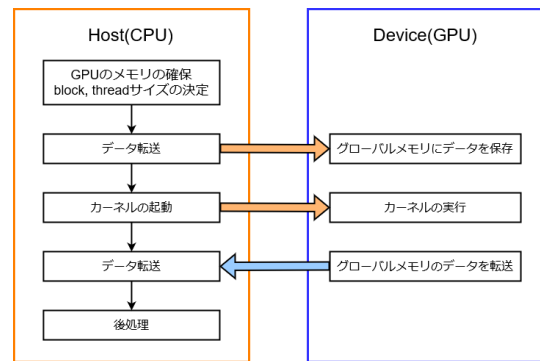 Host(CPU)
Device(GPU)
GPUのメモリの確保
block, threadサイズの決定
データ転送
グローバルメモリにデータを保存
カーネルの起動
カーネルの実行
データ転送
グローバルメモリのデータを転送
後処理